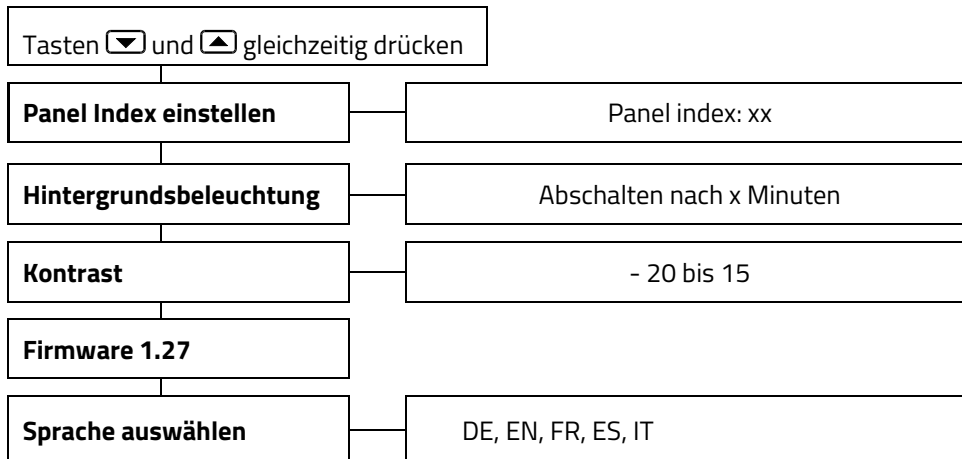 Tasten ▼ und ▲ gleichzeitig drücken
Panel Index einstellen
Panel index: xx
Hintergrundsbeleuchtung
Abschalten nach x Minuten
Kontrast
- 20 bis 15
Firmware 1.27
Sprache auswählen
DE, EN, FR, ES, IT